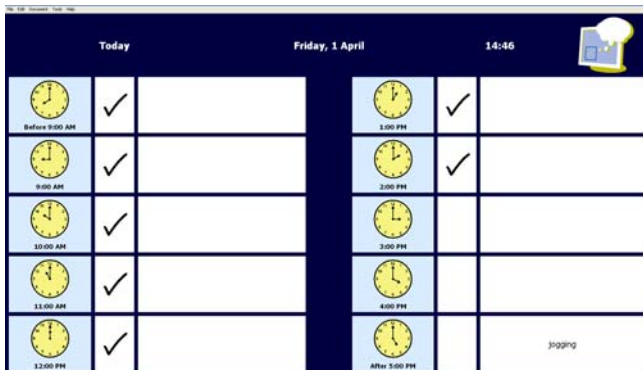 File Edit Document Tools Help
Today Friday, 1 April 14:46
Before 9:00 AM
1:00 PM
9:00 AM
2:00 PM
10:00 AM
3:00 PM
11:00 AM
4:00 PM
jogging
12:00 PM
After 5:00 PM